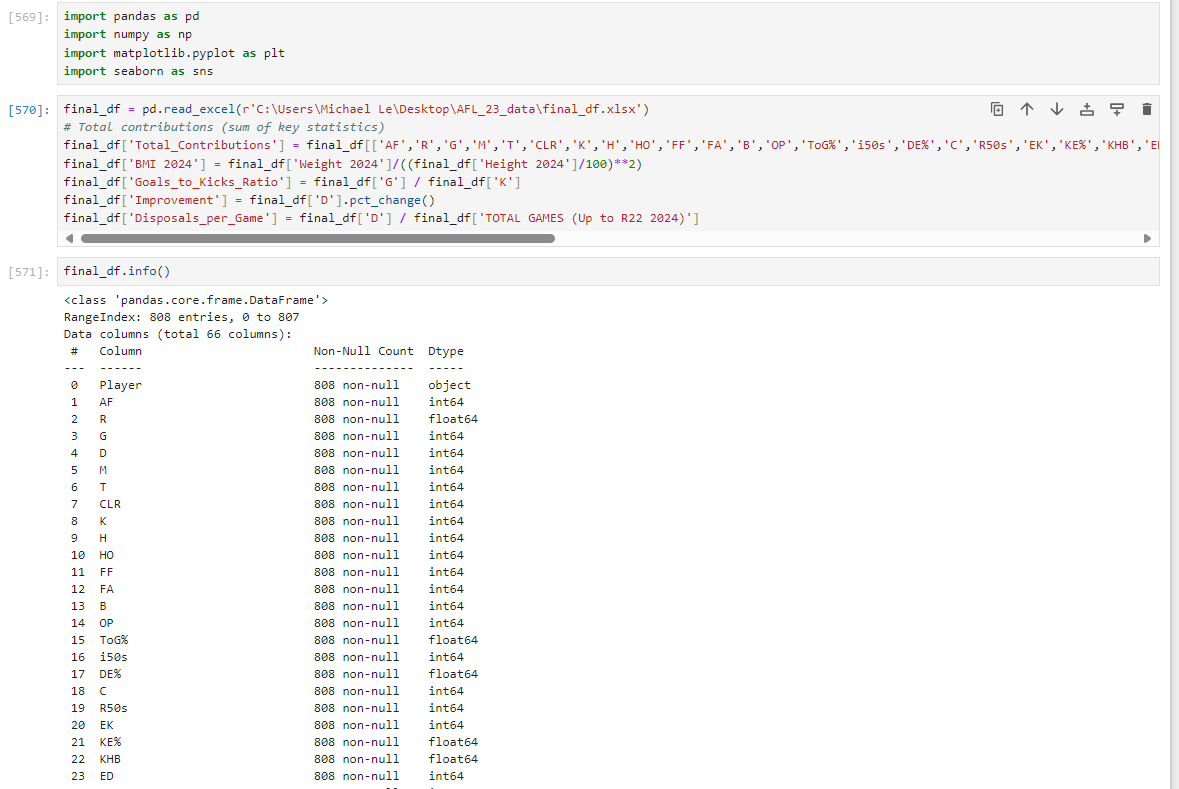 [569]:
import pandas as pd
import numpy as np
import matplotlib.pyplot as plt
import seaborn as sns
[570]:
final_df = pd.read_excel(r'C:\Users\Michael Le\Desktop\AFL_23_data\final_df.xlsx')
# Total contributions (sum of key statistics)
final_df['Total_Contributions'] = final_df[['AF','R','G','M','T','CLR','K','H','HO','FF','FA','B','OP','ToG%','i50s','DE%','C','R50s','EK','KE%','KHB',
final_df['BMI 2024'] = final_df['Weight 2024']/((final_df['Height 2024']/100)**2)
final_df['Goals_to_Kicks_Ratio'] = final_df['G'] / final_df['K']
final_df['Improvement'] = final_df['D'].pct_change()
final_df['Disposals_per_Game'] = final_df['D'] / final_df['TOTAL GAMES (Up to R22 2024)']
[571]:
final_df.info()
<class 'pandas.core.frame.DataFrame'>
RangeIndex: 808 entries, 0 to 807
Data columns (total 66 columns):
# Column Non-Null Count Dtype
--- ------ -------------- -----
0 Player 808 non-null object
1 AF 808 non-null int64
2 R 808 non-null float64
3 G 808 non-null int64
4 D 808 non-null int64
5 M 808 non-null int64
6 T 808 non-null int64
7 CLR 808 non-null int64
8 K 808 non-null int64
9 H 808 non-null int64
10 HO 808 non-null int64
11 FF 808 non-null int64
12 FA 808 non-null int64
13 B 808 non-null int64
14 OP 808 non-null int64
15 ToG% 808 non-null float64
16 i50s 808 non-null int64
17 DE% 808 non-null float64
18 C 808 non-null int64
19 R50s 808 non-null int64
20 EK 808 non-null int64
21 KE% 808 non-null float64
22 KHB 808 non-null float64
23 ED 808 non-null int64